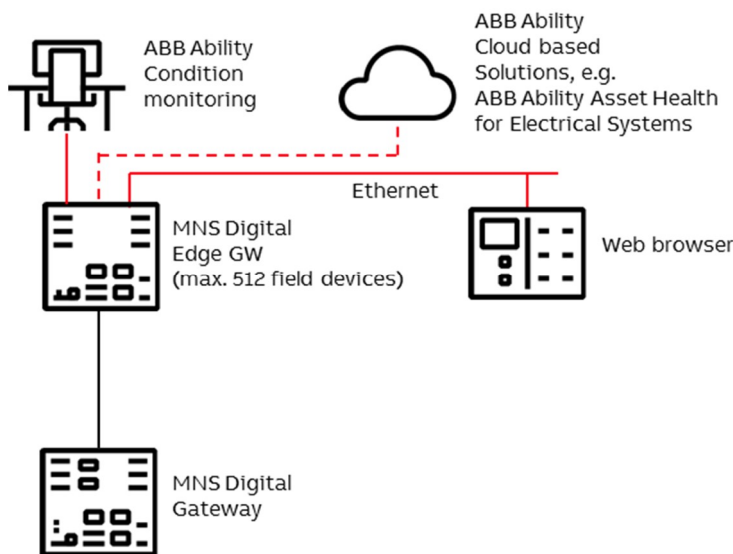 ABB Ability
Condition
monitoring
ABB Ability
Cloud based
Solutions, e.g.
ABB Ability Asset Health
for Electrical Systems
Ethernet
MNS Digital
Edge GW
(max. 512 field devices)
Web browser
MNS Digital
Gateway